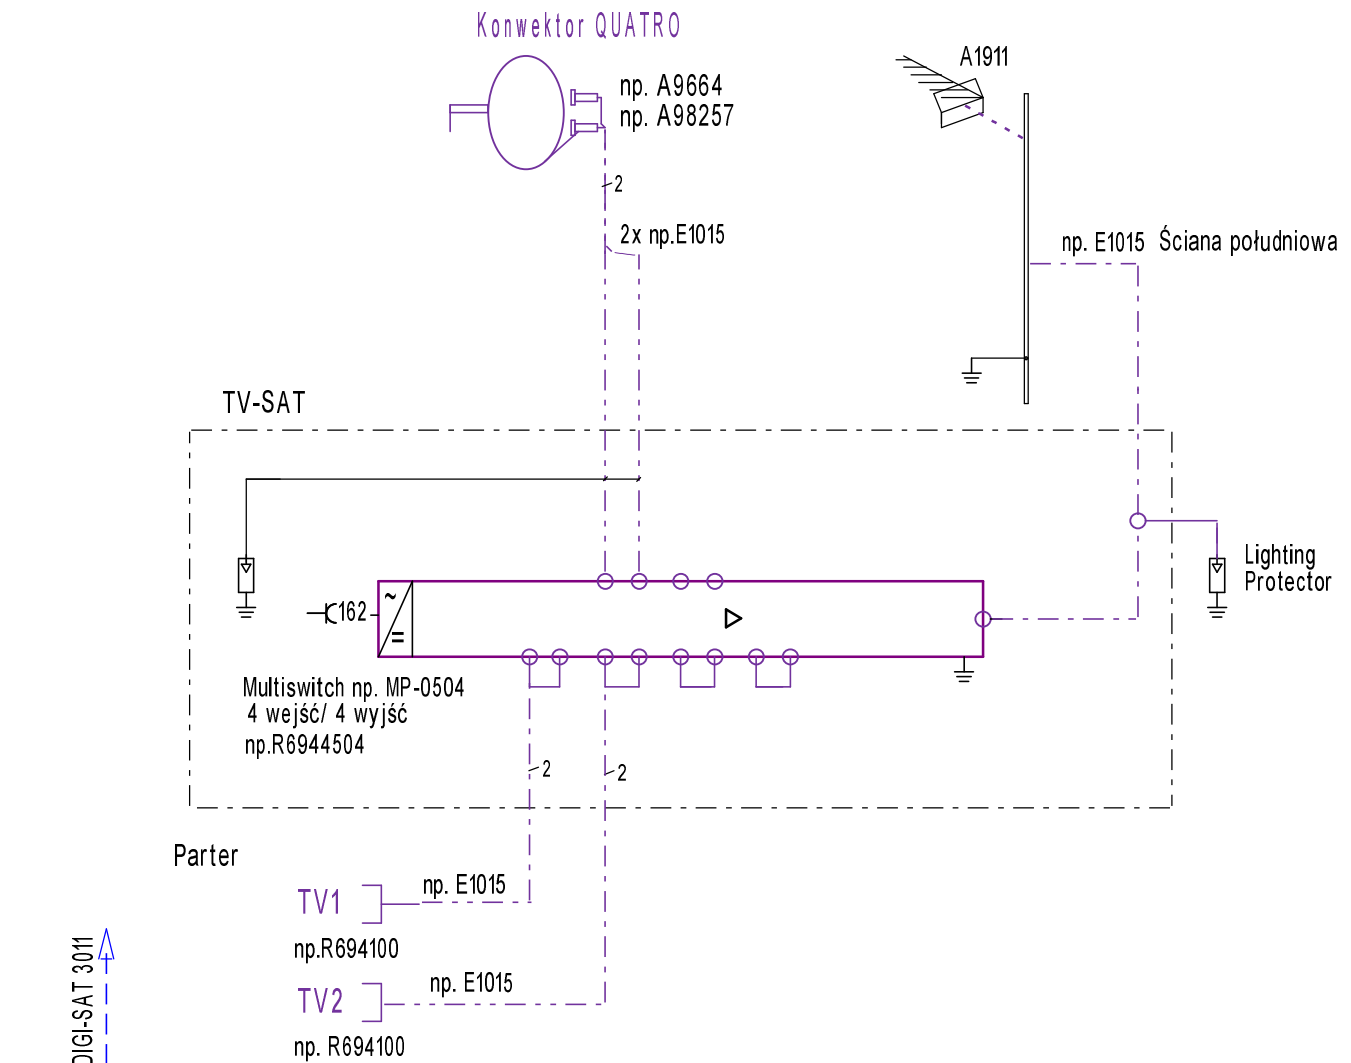 Konwektor QUATRO
np. A9664
np. A98257
A1911
2
2x np.E1015
np. E1015 Ściana południowa
TV-SAT
Lighting
Protector
162
~
=
Multiswitch np. MP-0504
4 wejść/ 4 wyjść
np.R6944504
2
2
Parter
TV1
np. E1015
np.R694100
TV2
np. E1015
np. R694100
DIGI-SAT 3011